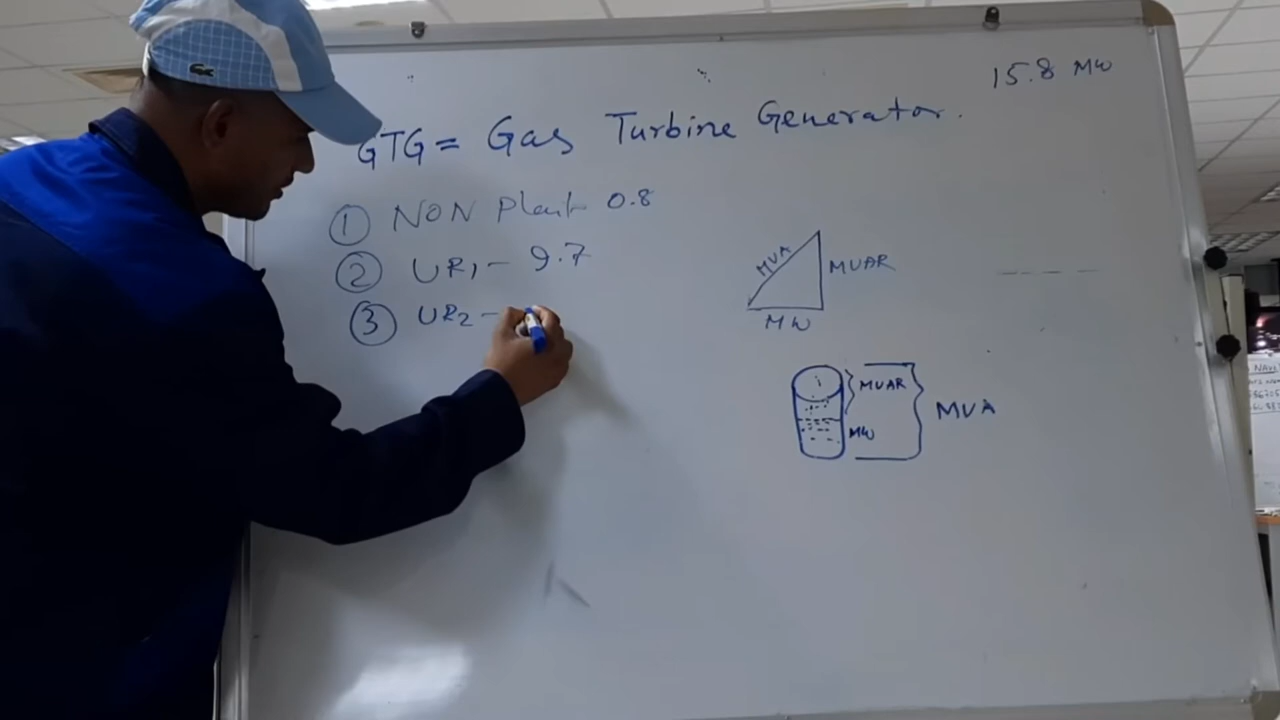 15.8 MW
GTG = Gas Turbine Generator.
① NON Plant 0.8
② UR1 - 9.7
③ UR2 -
MVA
MVAR
MW
MVAR
MW
MVA